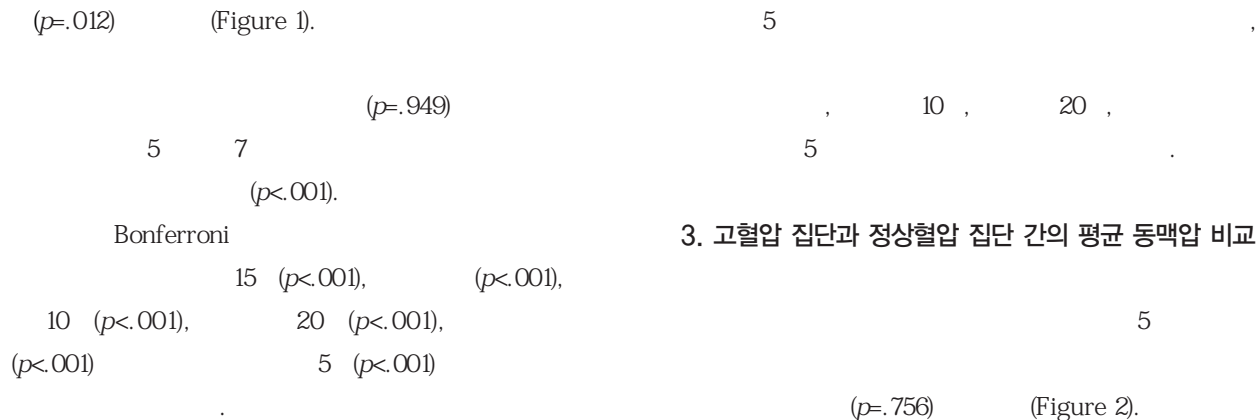 (p=.012) (Figure 1).
(p=.949)
5 7
(p<.001).
Bonferroni
15 (p<.001), (p<.001),
10 (p<.001), 20 (p<.001),
(p<.001) 5 (p<.001)
.
5 ,
, 10 , 20 ,
5 .
3. 고혈압 집단과 정상혈압 집단 간의 평균 동맥압 비교
5
(p=.756) (Figure 2).